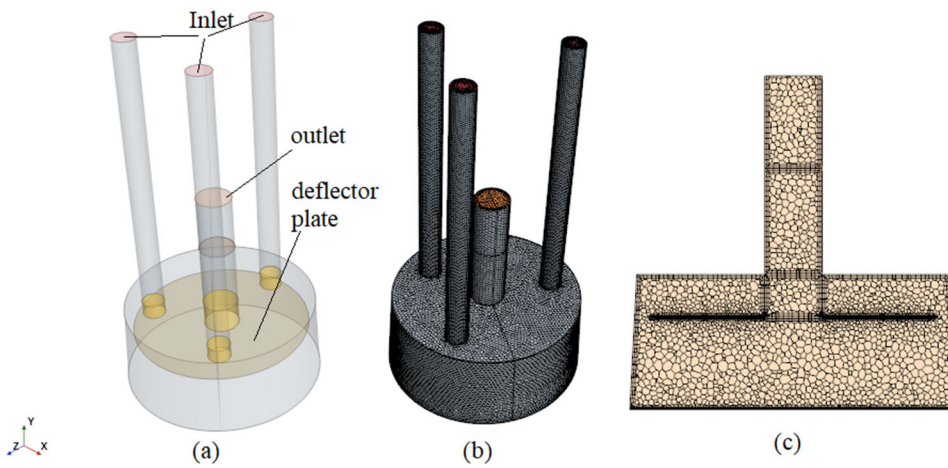 Inlet
outlet
deflector
plate
Y
Z
X
(a)
(b)
(c)